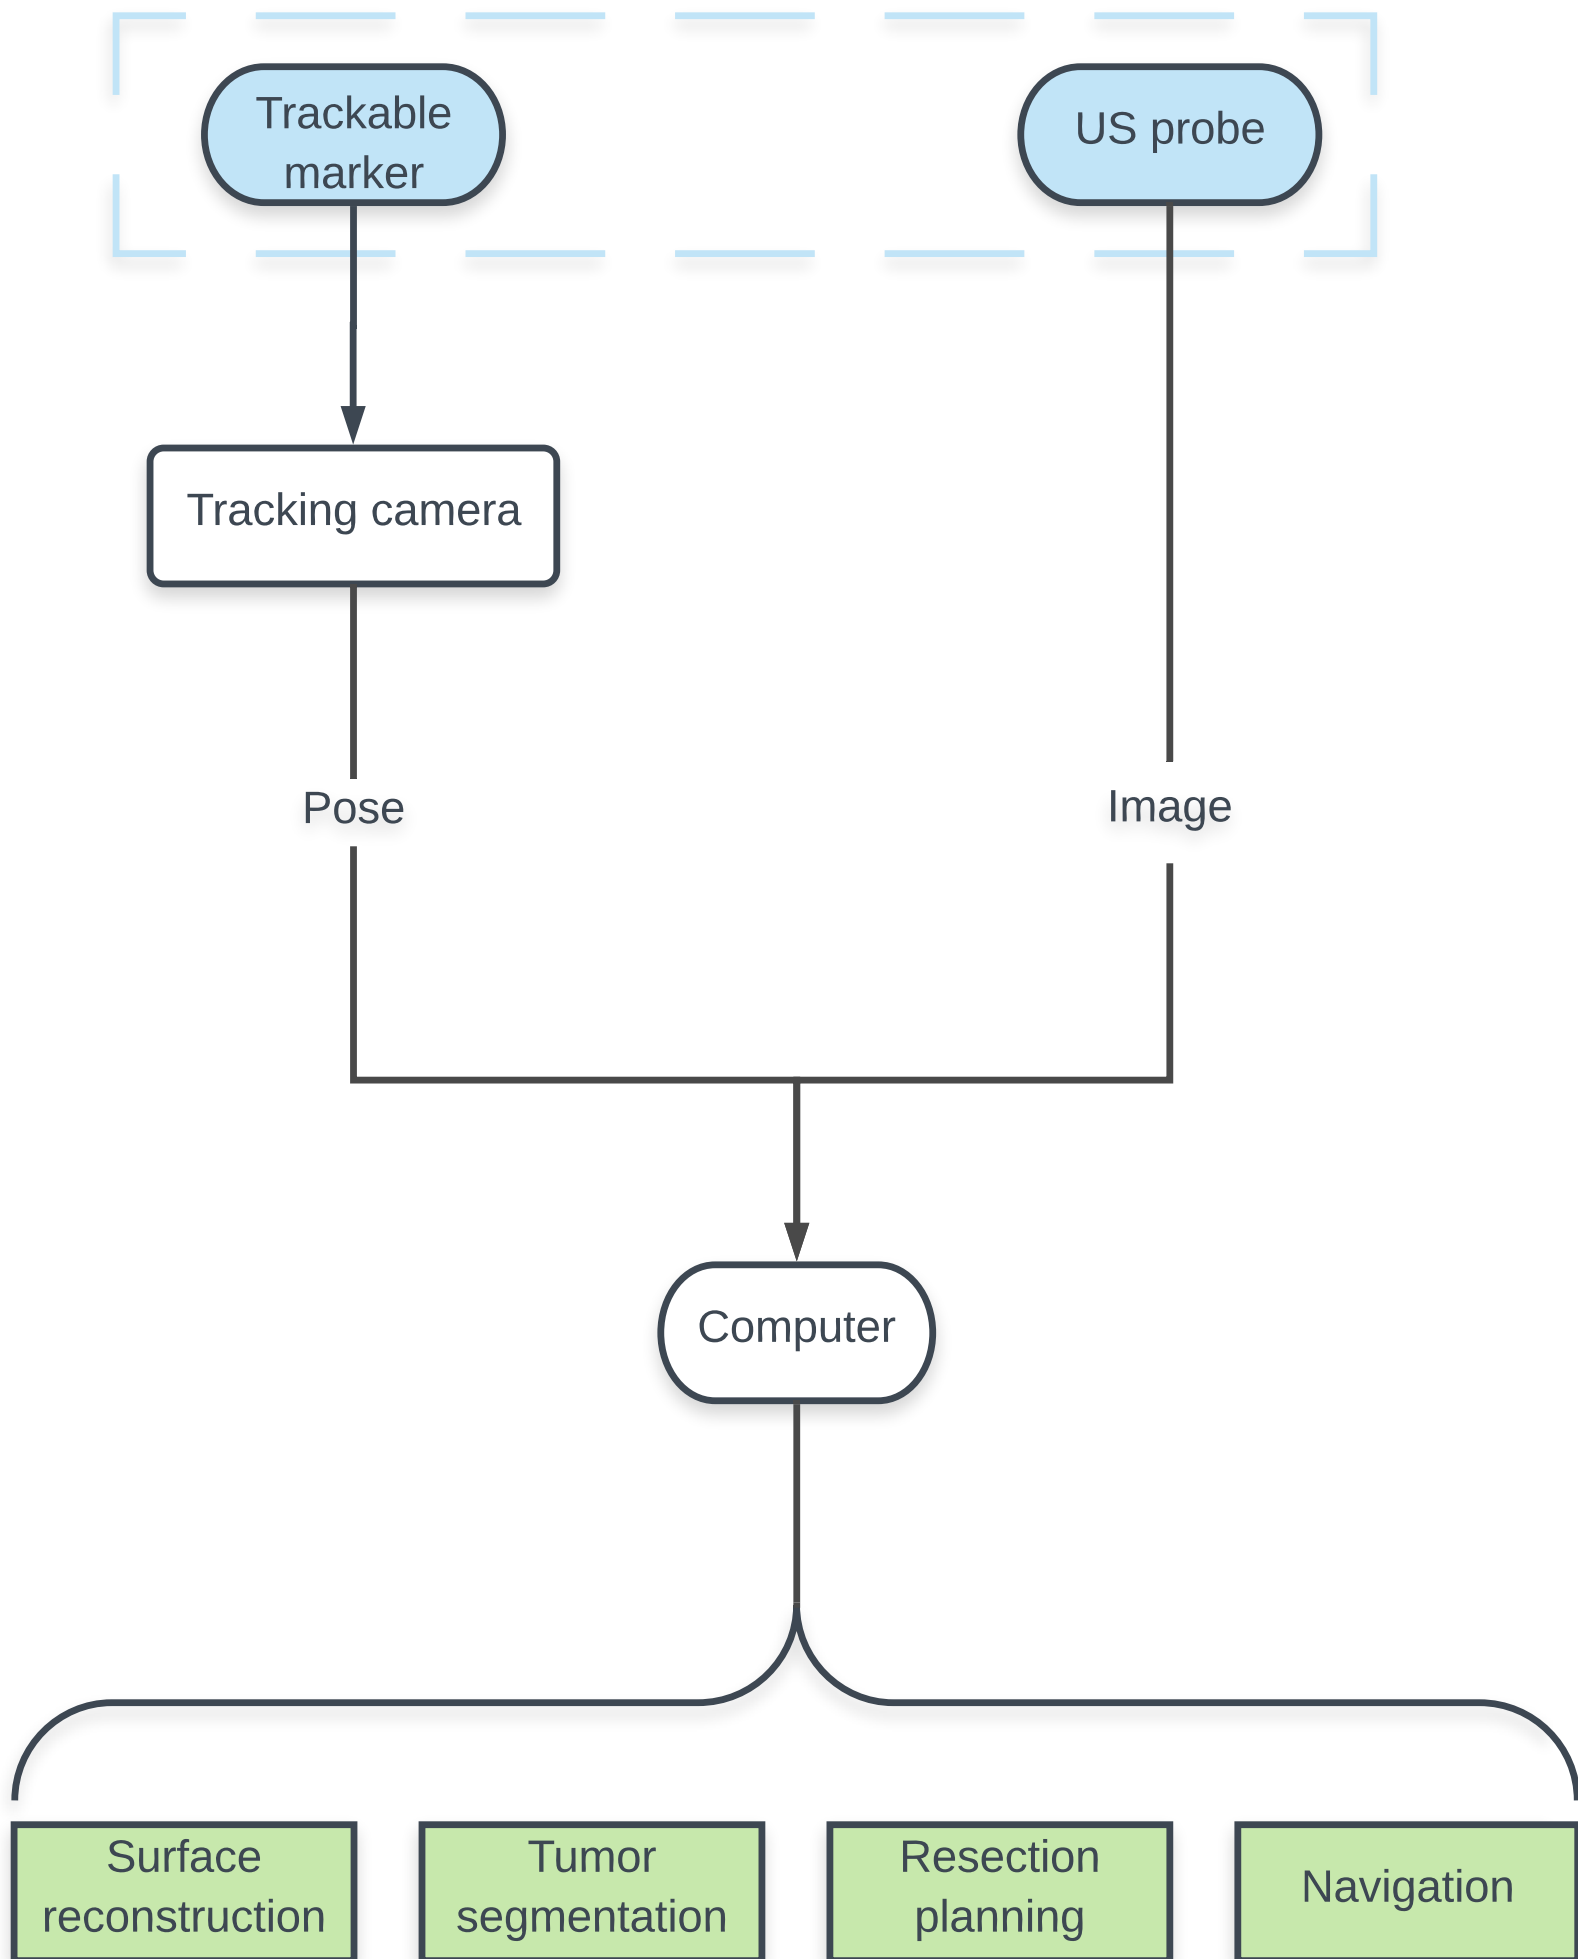 Trackable
marker
US probe
Tracking camera
Pose
Image
Computer
Surface
reconstruction
Tumor
segmentation
Resection
planning
Navigation